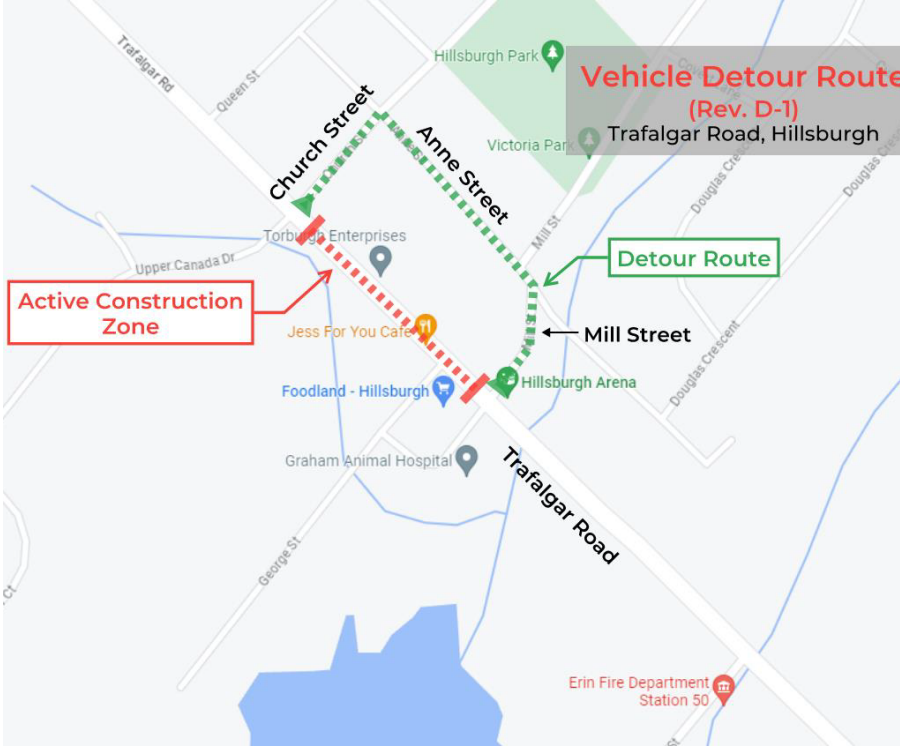 Trafalgar Rd
Queen St
Hillsburgh Park
Vehicle Detour Route
(Rev. D-1)
Trafalgar Road, Hillsburgh
Church Street
Anne Street
Victoria Park
Douglas Crescent
Douglas Cres
Mill St
Torburgh Enterprises
Upper Canada Dr
Detour Route
Active Construction
Zone
Jess For You Cafe
Mill Street
Douglas Crescent
Foodland - Hillsburgh
Hillsburgh Arena
Graham Animal Hospital
Trafalgar Road
George St
Ct
Erin Fire Department
Station 50
St